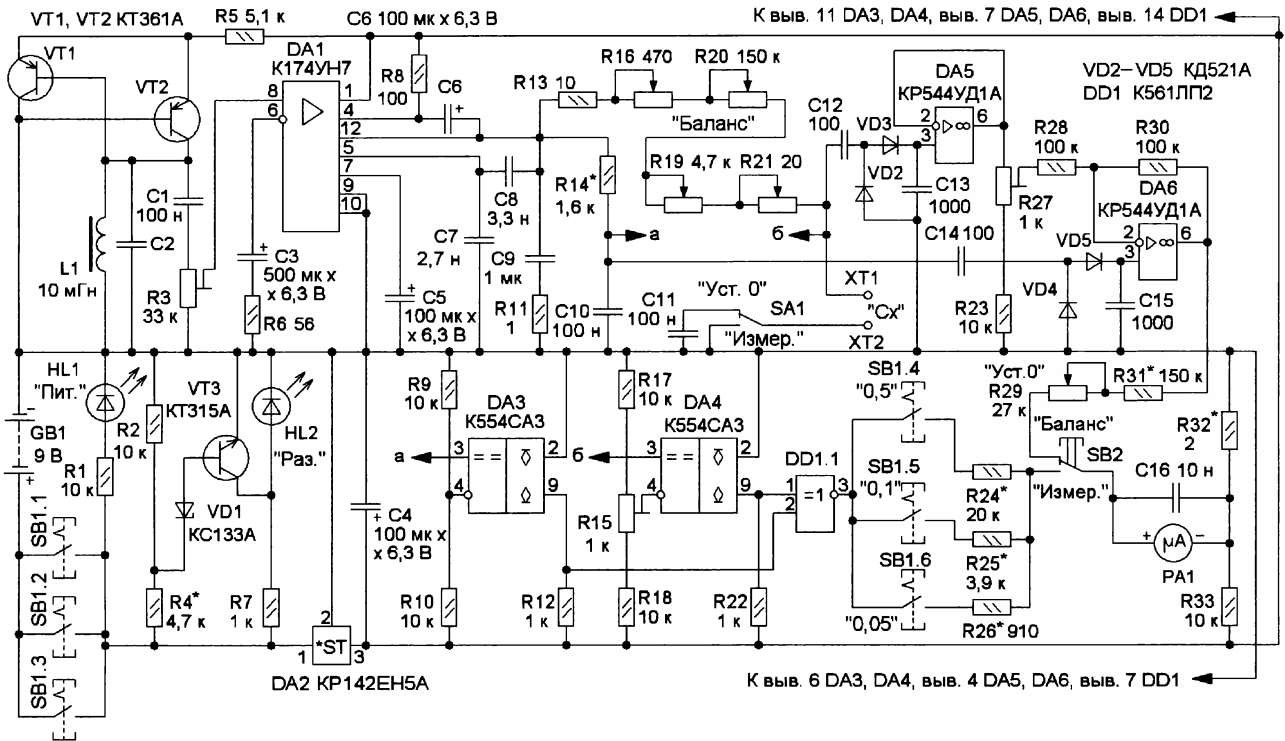 VT1, VT2 КТ361А
R5 5,1 к
C6 100 мк х 6,3 В
К выв. 11 DA3, DA4, выв. 7 DA5, DA6, выв. 14 DD1
VT1
VT2
DA1
К174УН7
8
6
1
4
12
5
7
9
10
R8
100
C6
+
R13 10
R16 470
R20 150 к
"Баланс"
R19 4,7 к
R21 20
C12
100
VD3
VD2
DA5
КР544УД1А
2
3
6
∞
C13
1000
VD2–VD5 КД521А
DD1 К561ЛП2
R28
100 к
R30
100 к
R27
1 к
DA6
КР544УД1А
2
3
6
∞
L1
10 мГн
C2
C1
100 н
R3
33 к
+
C3
500 мк х
х 6,3 В
R6 56
+
C5
100 мк х
х 6,3 В
C7
2,7 н
C8
3,3 н
C9
1 мк
R11
1
R14*
1,6 к
а
б
C10
100 н
C11
100 н
"Уст. 0"
SA1
"Измер."
XT1
"Cх"
XT2
C14 100
VD5
VD4
R23
10 к
C15
1000
HL1
"Пит."
−
GB1
9 В
+
R1
10 к
R2
10 к
VT3
КТ315А
HL2
"Раз."
VD1
КС133А
R4*
4,7 к
R7
1 к
SB1.1
SB1.2
SB1.3
2
1
*ST
3
DA2 КР142ЕН5А
+
C4
100 мк х
х 6,3 В
R9
10 к
R10
10 к
DA3
К554СА3
а
3
4
= =
2
9
R12
1 к
R17
10 к
б
R15
1 к
R18
10 к
DA4
К554СА3
3
4
= =
2
9
R22
1 к
DD1.1
1
2
=1
3
SB1.4
"0,5"
SB1.5
"0,1"
SB1.6
"0,05"
R24*
20 к
R25*
3,9 к
R26* 910
"Уст.0"
R29
27 к
"Баланс"
R31* 150 к
SB2
"Измер."
R32*
2
C16 10 н
+
µA
−
PA1
R33
10 к
К выв. 6 DA3, DA4, выв. 4 DA5, DA6, выв. 7 DD1